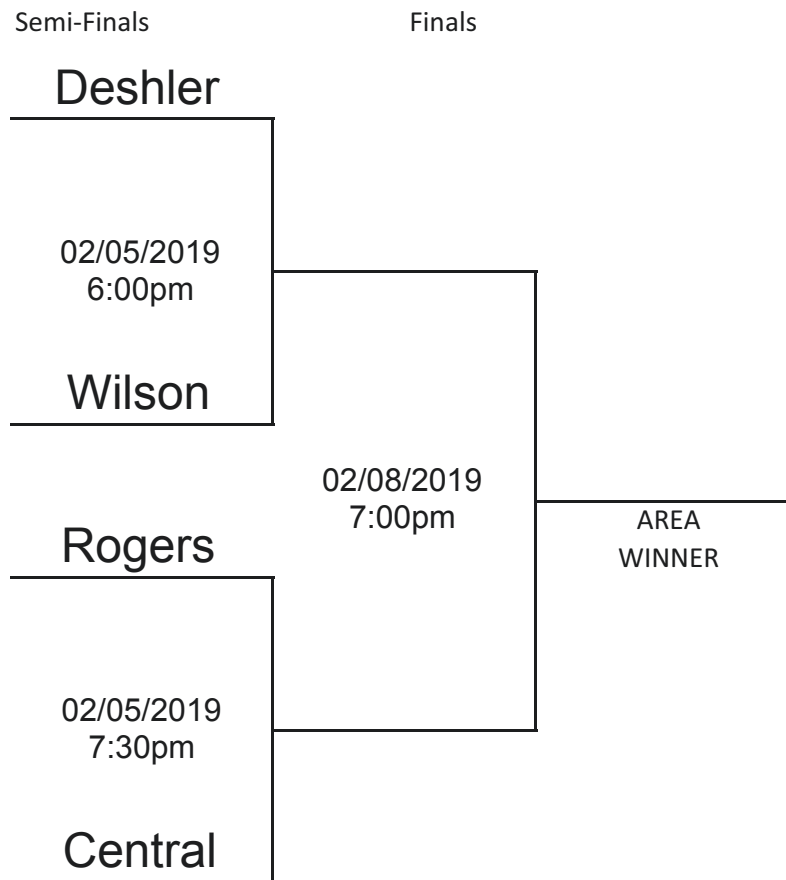 Semi-Finals
Finals
Deshler
02/05/2019
6:00pm
Wilson
02/08/2019
7:00pm
AREA
WINNER
Rogers
02/05/2019
7:30pm
Central